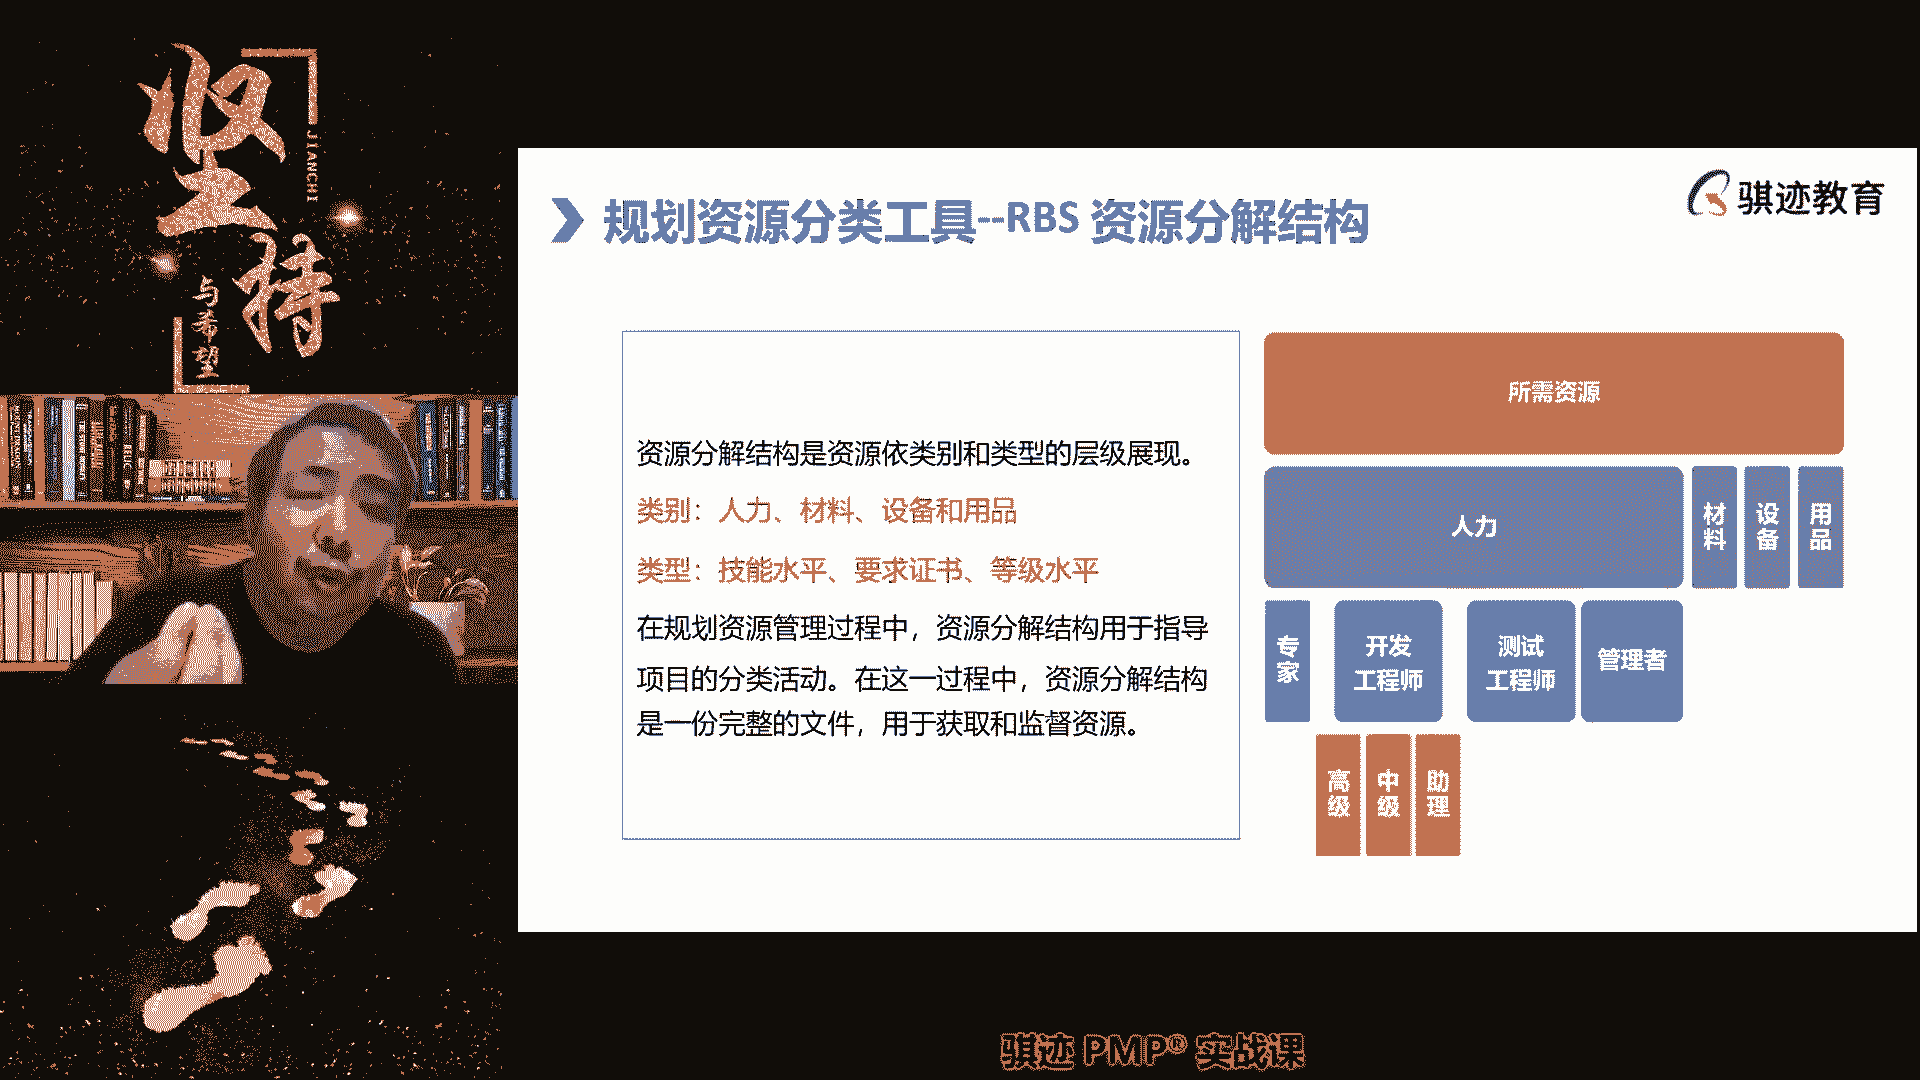 坚持
JIANCHI
与希望
规划资源分类工具--RBS 资源分解结构
骐迹教育
资源分解结构是资源依类别和类型的层级展现。
类别：人力、材料、设备和用品
类型：技能水平、要求证书、等级水平
在规划资源管理过程中，资源分解结构用于指导
项目的分类活动。在这一过程中，资源分解结构
是一份完整的文件，用于获取和监督资源。
所需资源
人力
材料
设备
用品
专家
开发
工程师
测试
工程师
管理者
高级
中级
助理
骐迹 PMP® 实战课